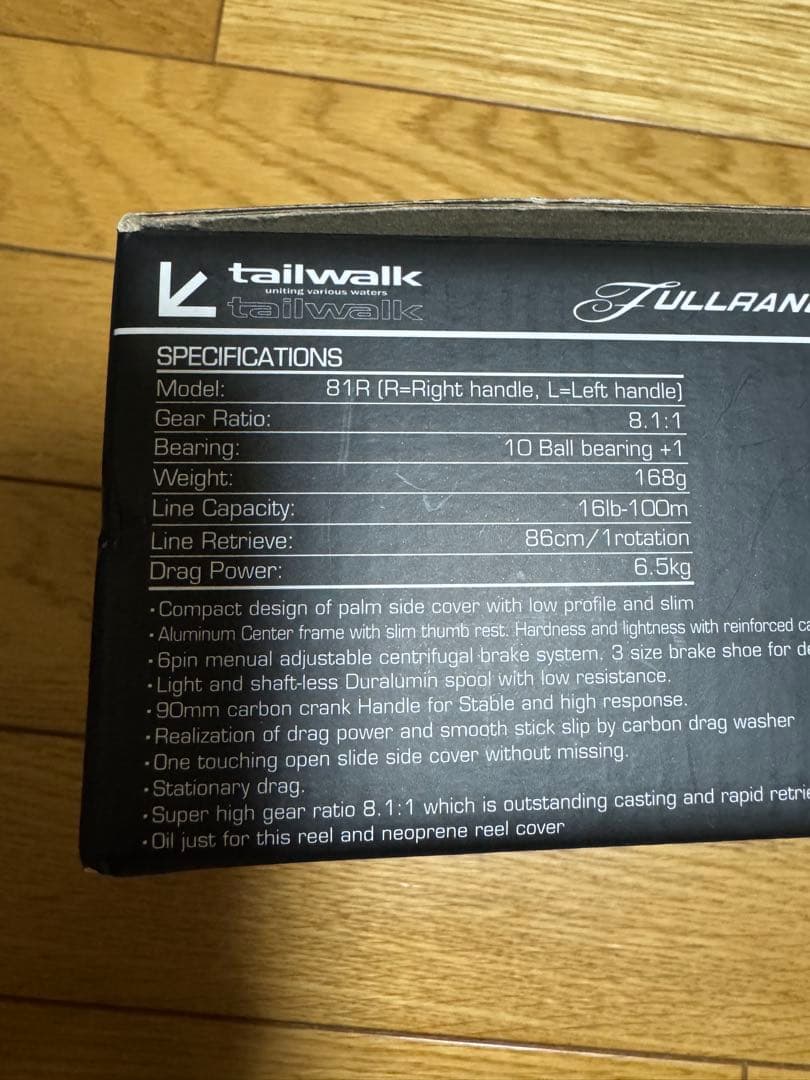 tailwalk
uniting various waters
tailwalk
SPECIFICATIONS
Model: 81R (R=Right handle, L=Left handle)
Gear Ratio: 8.1:1
Bearing: 10 Ball bearing +1
Weight: 168g
Line Capacity: 16lb-100m
Line Retrieve: 86cm/1rotation
Drag Power: 6.5kg
・Compact design of palm side cover with low profile and slim
・Aluminum Center frame with slim thumb rest. Hardness and lightness with reinforced
・6pin menual adjustable centrifugal brake system. 3 size brake shoe for
・Light and shaft-less Duralumin spool with low resistance.
・90mm carbon crank Handle for Stable and high response.
・Realization of drag power and smooth stick slip by carbon drag washer
・One touching open slide side cover without missing.
・Stationary drag.
・Super high gear ratio 8.1:1 which is outstanding casting and rapid
・Oil just for this reel and neoprene reel cover